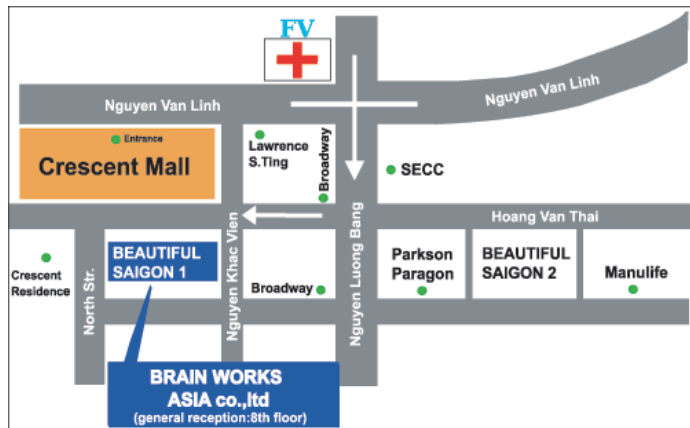 FV
Nguyen Van Linh
Nguyen Van Linh
Entrance
Crescent Mall
Lawrence
S.Ting
Broadway
SECC
Hoang Van Thai
Crescent
Residence
North Str.
BEAUTIFUL
SAIGON 1
Nguyen Khac Vien
Broadway
Nguyen Luong Bang
Parkson
Paragon
BEAUTIFUL
SAIGON 2
Manulife
BRAIN WORKS
ASIA co.,ltd
(general reception:8th floor)